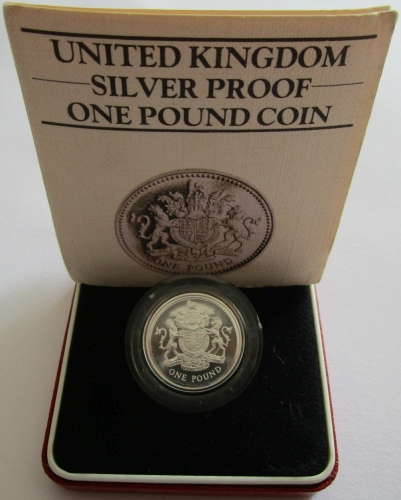 UNITED KINGDOM
SILVER PROOF
ONE POUND COIN
ONE POUND
ONE POUND